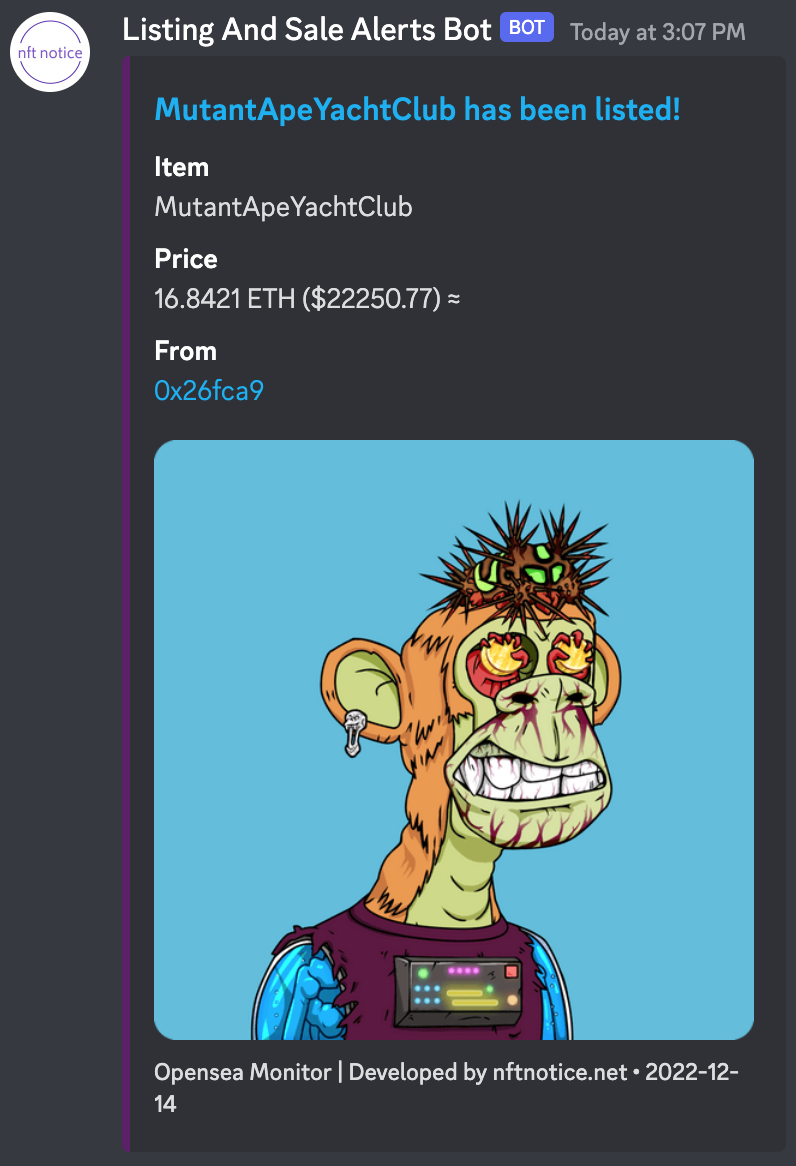 nft notice
Listing And Sale Alerts Bot BOT Today at 3:07 PM
MutantApeYachtClub has been listed!
Item
MutantApeYachtClub
Price
16.8421 ETH ($22250.77) ≈
From
0x26fca9
Opensea Monitor | Developed by nftnotice.net • 2022-12-
14